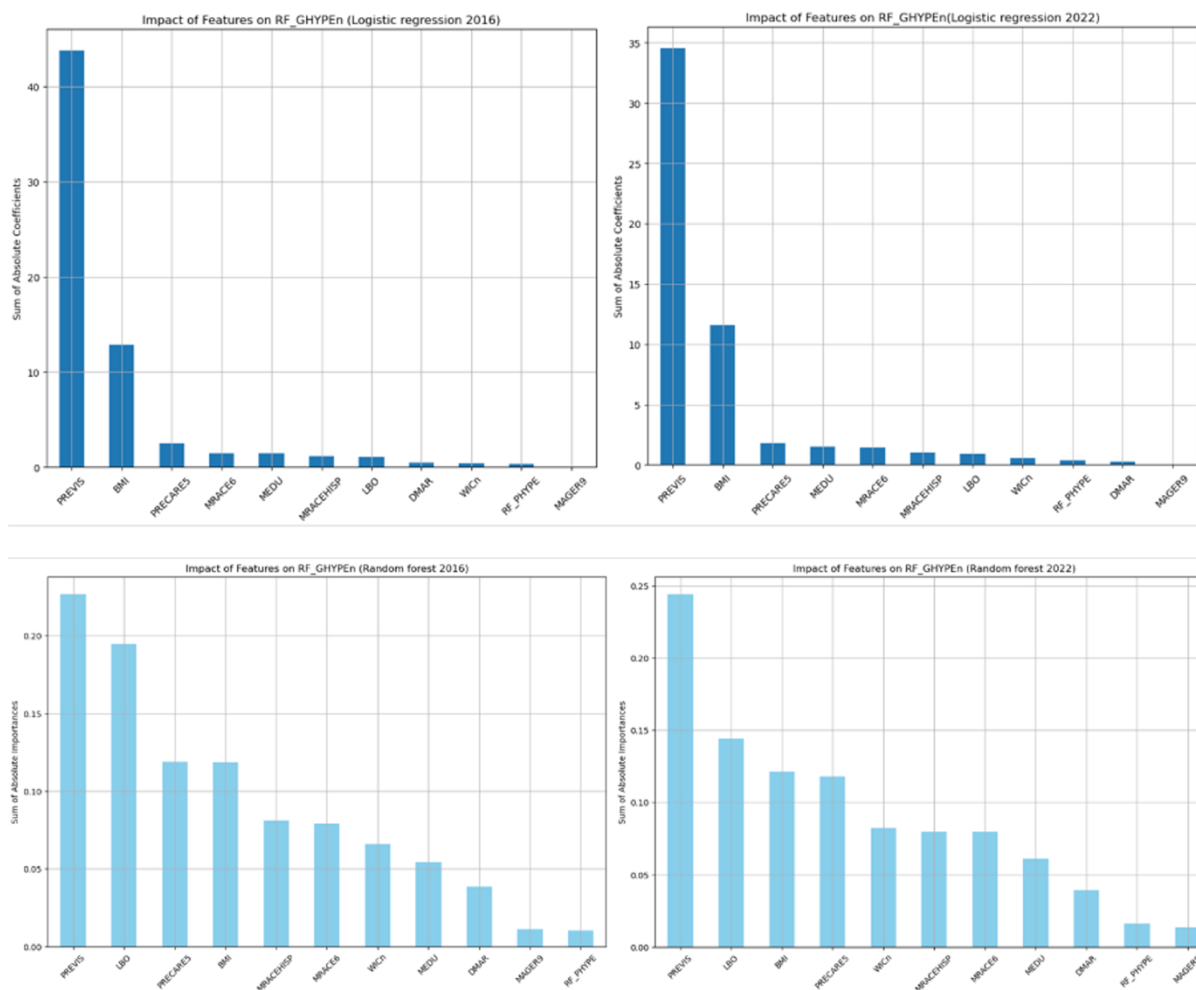 Impact of Features on RF_GHYPEn (Logistic regression 2016)
Sum of Absolute Coefficients
40
30
20
10
0
PREVIS
BMI
PRECARE5
MRACE6
MEDU
MRACEHISP
LBO
DMAR
WICn
RF_PHYPE
MAGER9
Impact of Features on RF_GHYPEn(Logistic regression 2022)
Sum of Absolute Coefficients
35
30
25
20
15
10
5
0
PREVIS
BMI
PRECARE5
MEDU
MRACE6
MRACEHISP
LBO
WICn
RF_PHYPE
DMAR
MAGER9
Impact of Features on RF_GHYPEn (Random forest 2016)
Sum of Absolute Importances
0.20
0.15
0.10
0.05
0.00
PREVIS
LBO
PRECARE5
BMI
MRACEHISP
MRACE6
WICn
MEDU
DMAR
MAGER9
RF_PHYPE
Impact of Features on RF_GHYPEn (Random forest 2022)
Sum of Absolute Importances
0.25
0.20
0.15
0.10
0.05
0.00
PREVIS
LBO
BMI
PRECARE5
WICn
MRACEHISP
MRACE6
MEDU
DMAR
RF_PHYPE
MAGER9